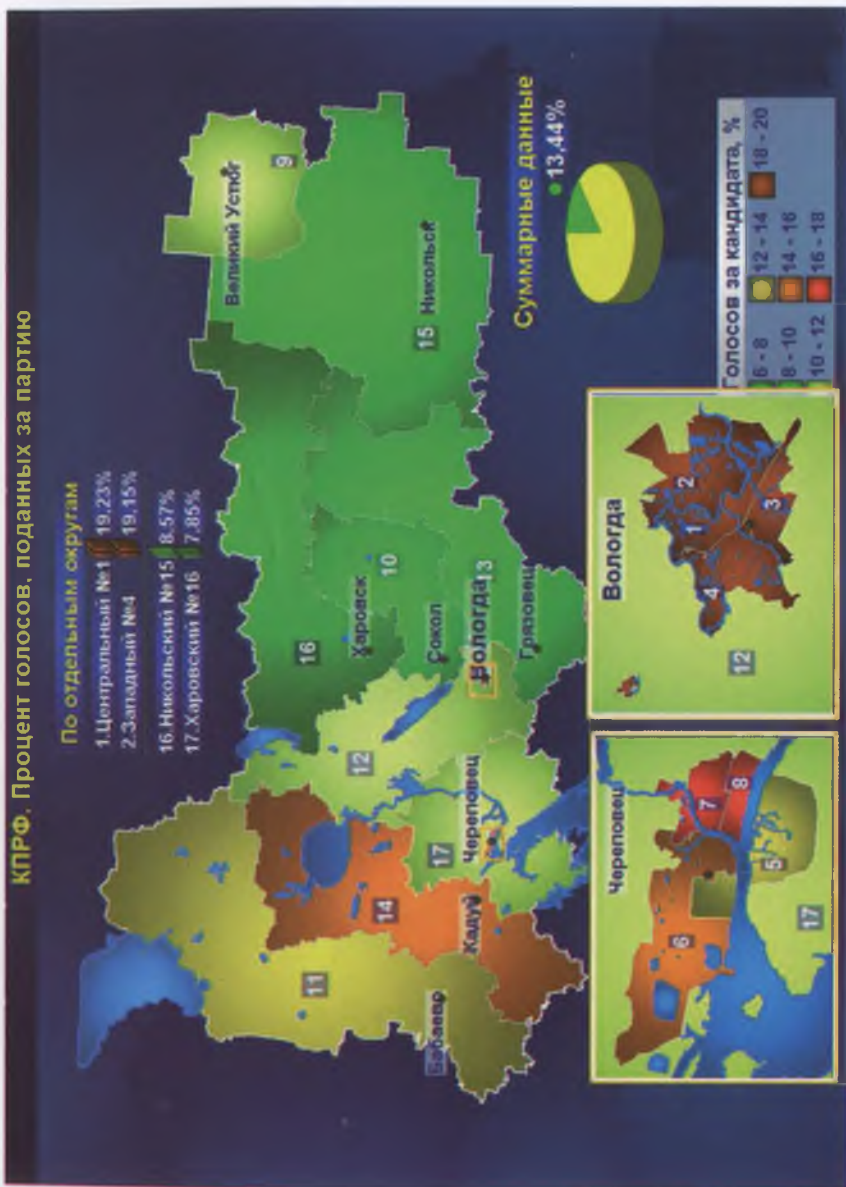 КПРФ. Процент голосов, поданных за партию
По отдельным округам
1.Центральный №1 19.23%
2.Западный №4 19.15%
16.Никольский №15 8.57%
17.Харовский №16 7.85%
Великий Устюг
9
Никольск
15
16
Харовск
10
Сокол
Вологда
13
Грязовец
12
Череповец
17
14
Кадуй
11
Бабаево
Суммарные данные
13,44%
Голосов за кандидата, %
6 - 8
12 - 14
18 - 20
8 - 10
14 - 16
10 - 12
16 - 18
Вологда
1
2
3
4
12
Череповец
7
8
5
6
17